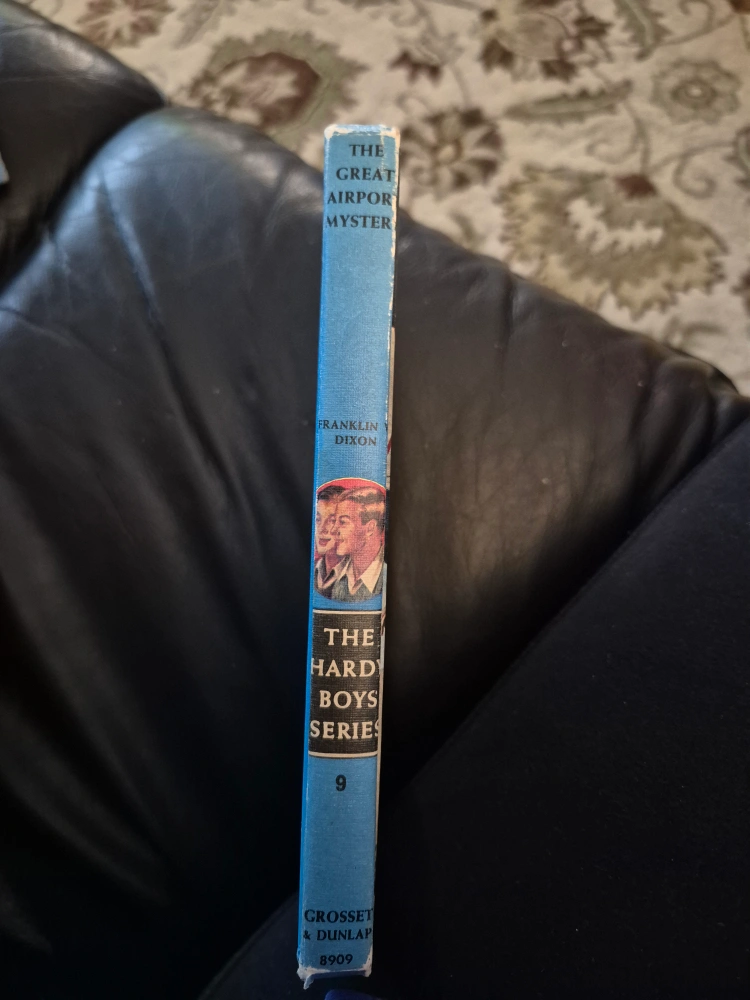 THE
GREAT
AIRPOR
MYSTER
FRANKLIN
DIXON
THE
HARDY
BOYS
SERIES
9
GROSSET
& DUNLAP
8909